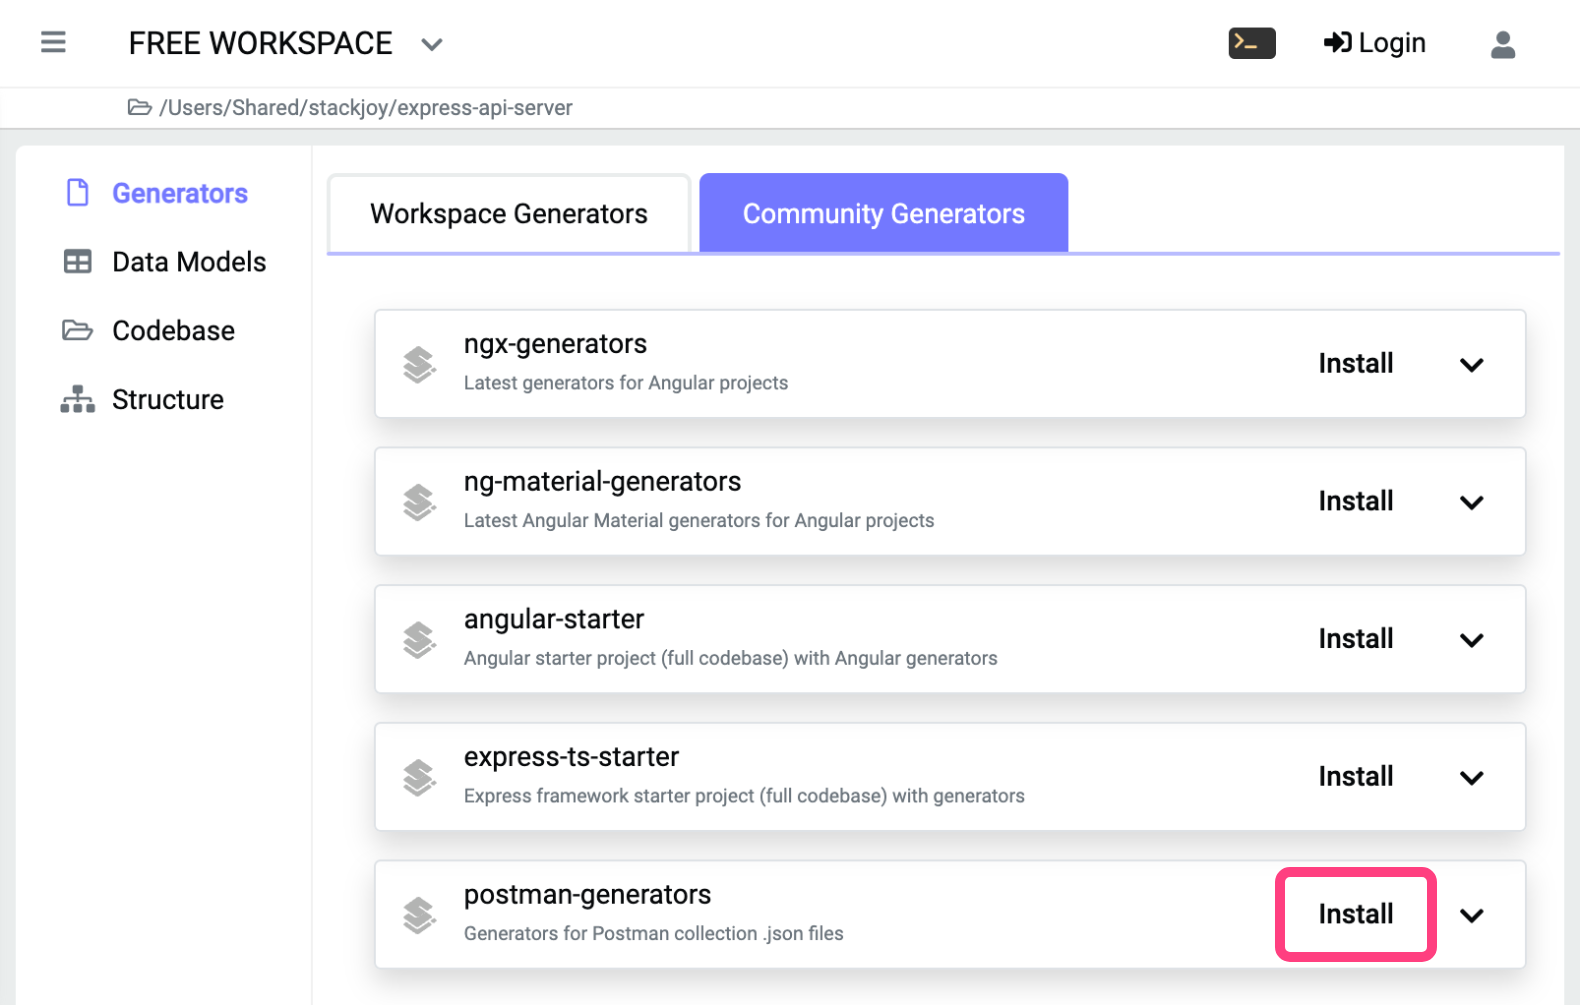 FREE WORKSPACE
Login
/Users/Shared/stackjoy/express-api-server
Generators
Data Models
Codebase
Structure
Workspace Generators
Community Generators
ngx-generators
Latest generators for Angular projects
Install
ng-material-generators
Latest Angular Material generators for Angular projects
Install
angular-starter
Angular starter project (full codebase) with Angular generators
Install
express-ts-starter
Express framework starter project (full codebase) with generators
Install
postman-generators
Generators for Postman collection .json files
Install